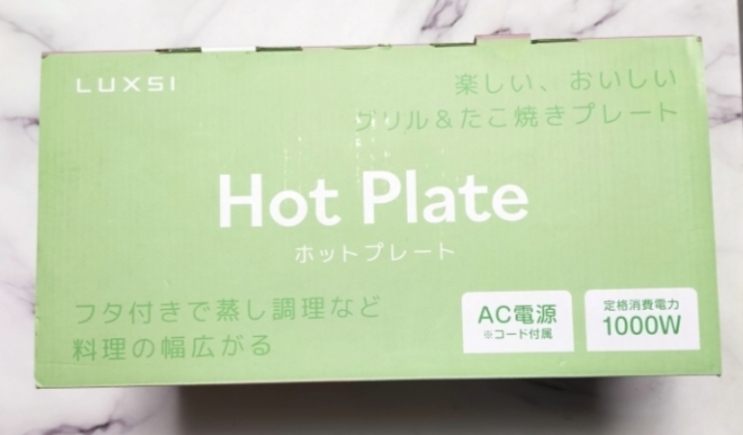 LUXSI
楽しい、おいしい
グリル＆たこ焼きプレート
Hot Plate
ホットプレート
フタ付きで蒸し調理など
料理の幅広がる
AC電源
※コード付属
定格消費電力
1000W